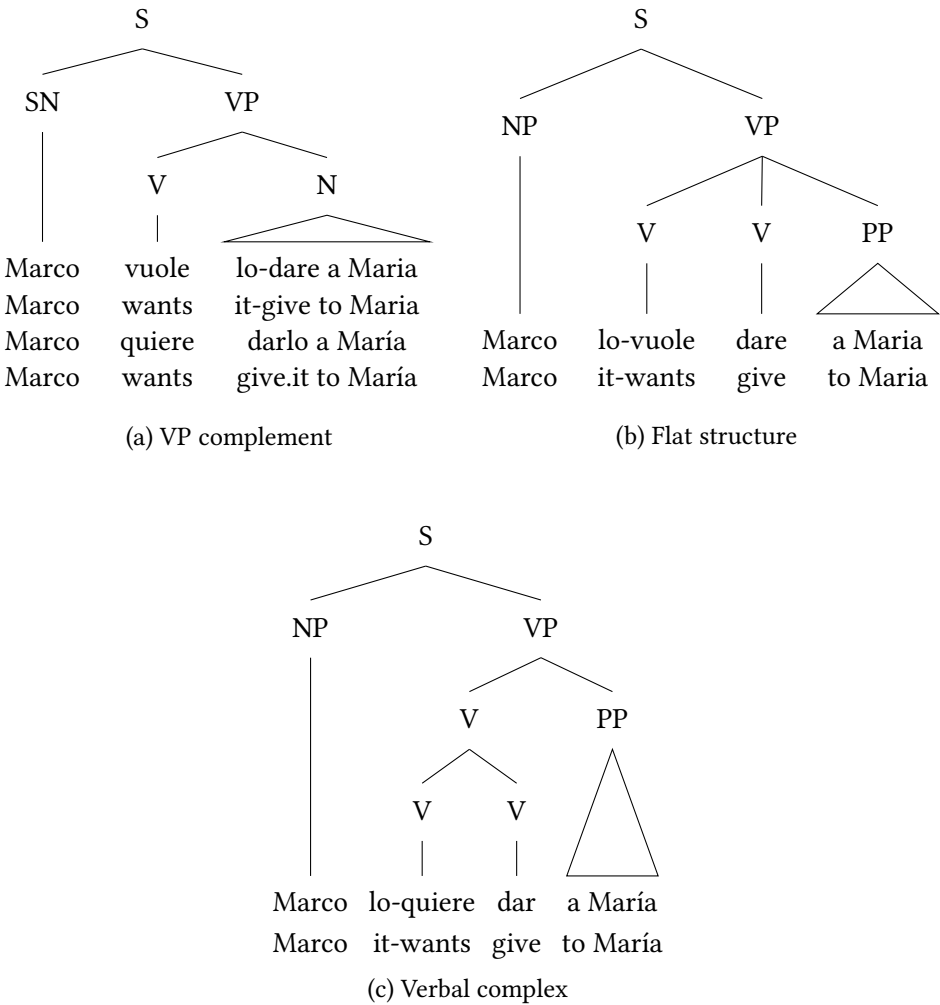 S
SN VP
V N
Marco vuole lo-dare a Maria
Marco wants it-give to Maria
Marco quiere darlo a María
Marco wants give.it to María
(a) VP complement
S
NP VP
V V PP
Marco lo-vuole dare a Maria
Marco it-wants give to Maria
(b) Flat structure
S
NP VP
V PP
V V
Marco lo-quiere dar a María
Marco it-wants give to María
(c) Verbal complex